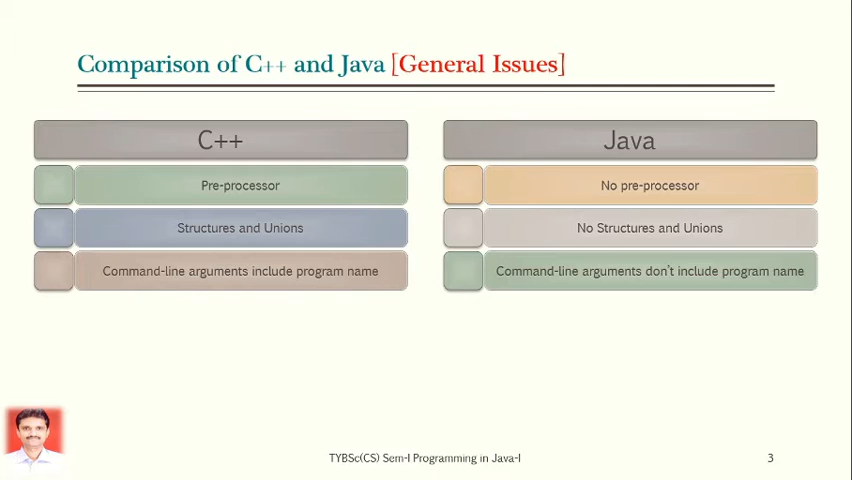 Comparison of C++ and Java [General Issues]
C++
Pre-processor
Structures and Unions
Command-line arguments include program name
Java
No pre-processor
No Structures and Unions
Command-line arguments don't include program name
TYBSc(CS) Sem-I Programming in Java-I
3